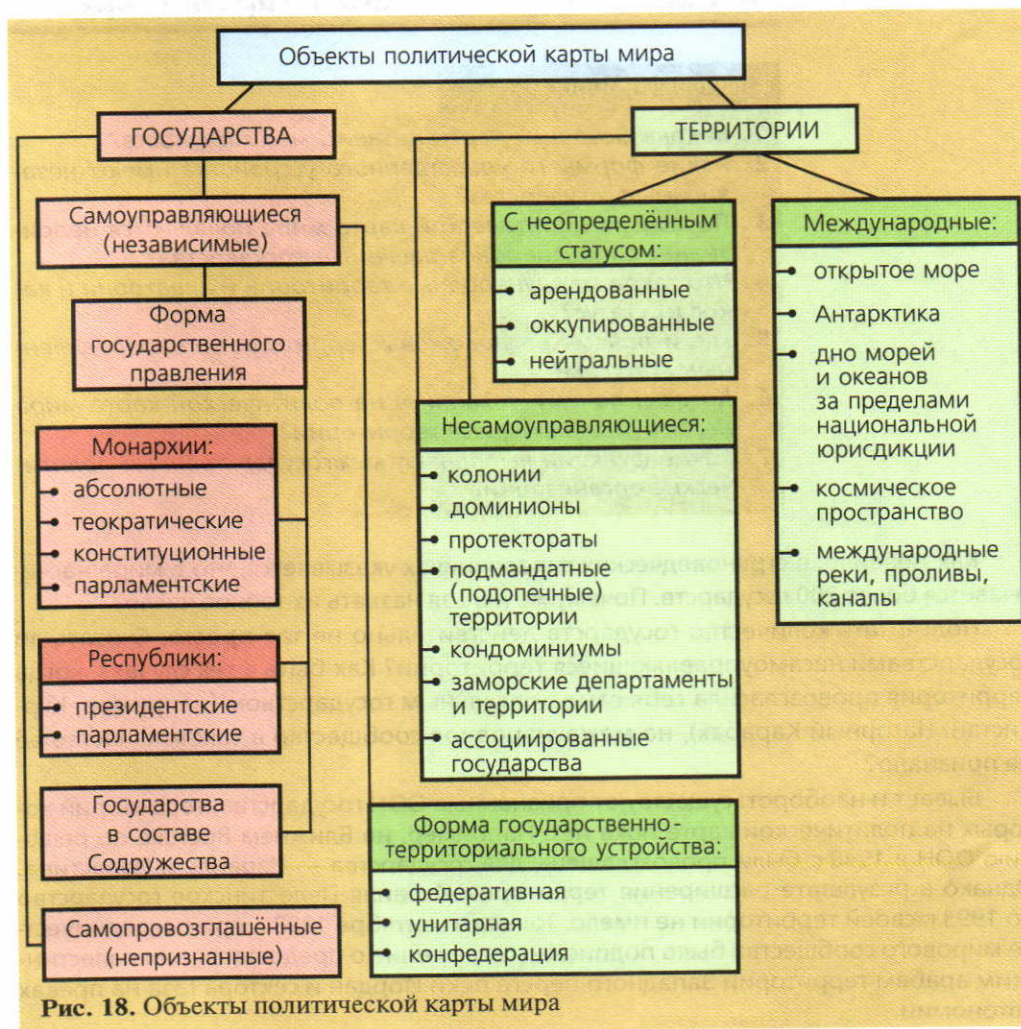 Объекты политической карты мира
ГОСУДАРСТВА
ТЕРРИТОРИИ
Самоуправляющиеся
(независимые)
Форма
государственного
правления
Монархии:
абсолютные
теократические
конституционные
парламентские
Республики:
президентские
парламентские
Государства
в составе
Содружества
Самопровозглашённые
(непризнанные)
С неопределённым
статусом:
арендованные
оккупированные
нейтральные
Несамоуправляющиеся:
колонии
доминионы
протектораты
подмандатные
(подопечные)
территории
кондоминиумы
заморские департаменты
и территории
ассоциированные
государства
Форма государственно-
территориального устройства:
федеративная
унитарая
конфедерация
Международные:
открытое море
Антарктика
дно морей
и океанов
за пределами
национальной
юрисдикции
космическое
пространство
международные
реки, проливы,
каналы
Рис. 18. Объекты политической карты мира